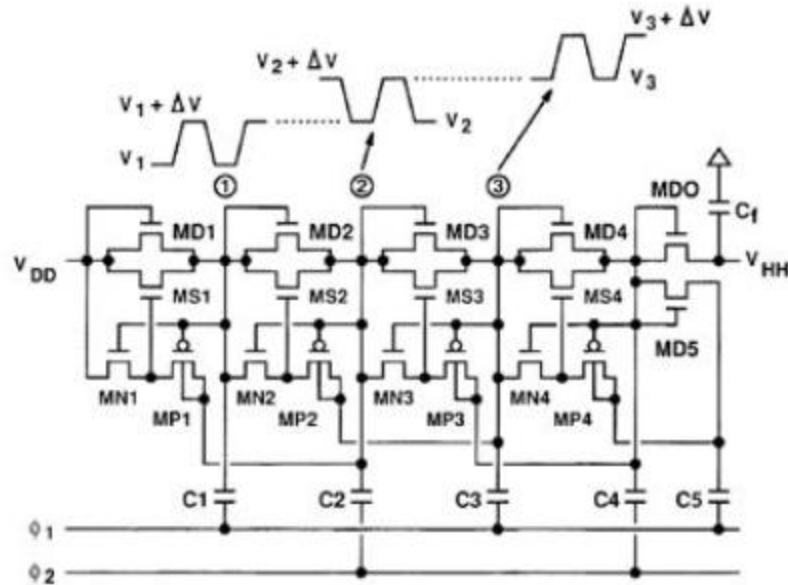 V3 + ΔV
V2 + ΔV
V3
V1 + ΔV
V2
V1
① ② ③
MDO
Cf
MD1 MD2 MD3 MD4
VDD VHH
MS1 MS2 MS3 MS4
MD5
MN1 MN2 MN3 MN4
MP1 MP2 MP3 MP4
C1 C2 C3 C4 C5
ϕ1
ϕ2